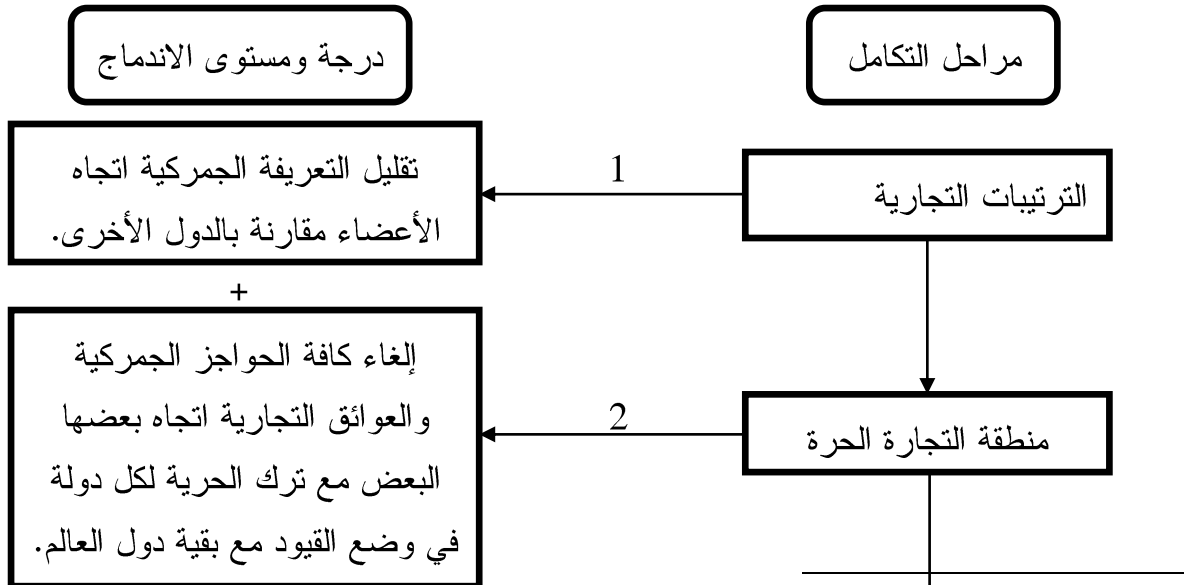 مراحل التكامل
درجة ومستوى الاندماج
الترتيبات التجارية
1
تقليل التعريفة الجمركية اتجاه
الأعضاء مقارنة بالدول الأخرى.
+
منطقة التجارة الحرة
2
إلغاء كافة الحواجز الجمركية
والعوائق التجارية اتجاه بعضها
البعض مع ترك الحرية لكل دولة
في وضع القيود مع بقية دول العالم.